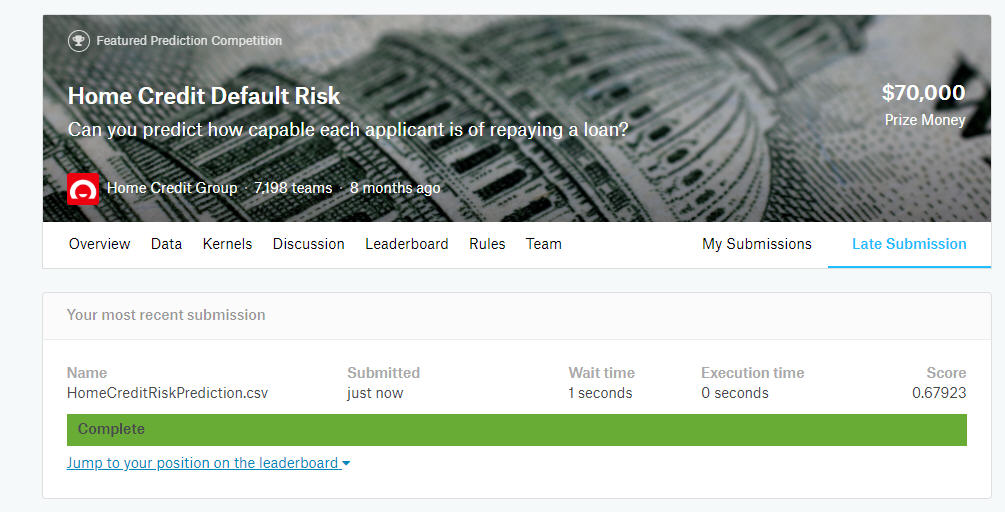 Featured Prediction Competition
Home Credit Default Risk
$70,000
Can you predict how capable each applicant is of repaying a loan?
Prize Money
Home Credit Group · 7,198 teams · 8 months ago
Overview Data Kernels Discussion Leaderboard Rules Team My Submissions Late Submission
Your most recent submission
Name Submitted Wait time Execution time Score
HomeCreditRiskPrediction.csv just now 1 seconds 0 seconds 0.67923
Complete
Jump to your position on the leaderboard